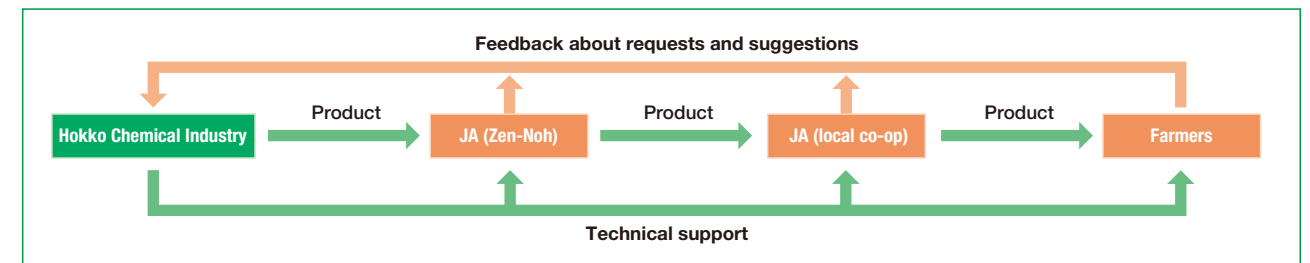 Feedback about requests and suggestions
Product
Product
Product
Hokko Chemical Industry
JA (Zen-Noh)
JA (local co-op)
Farmers
Technical support